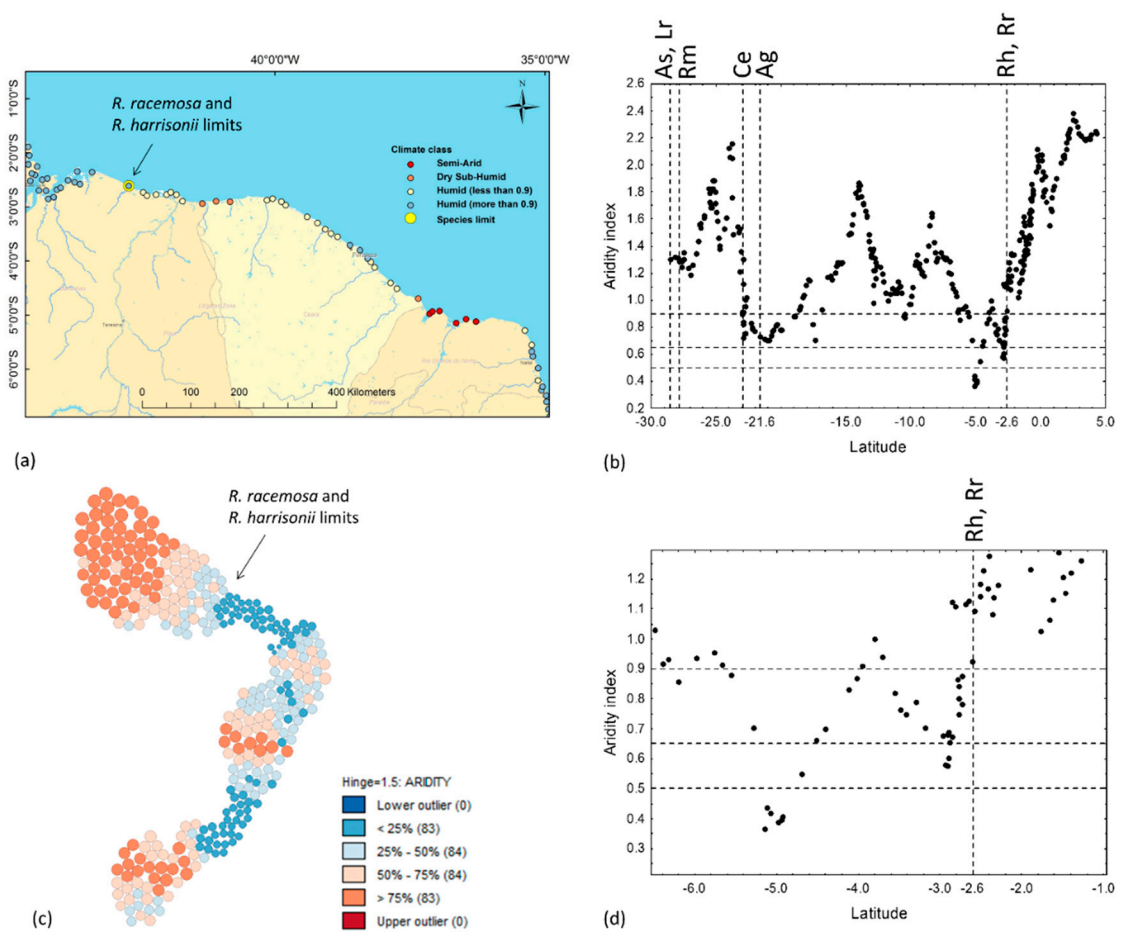 (a)
40°0'0"W
35°0'0"W
1°0'0"S
2°0'0"S
3°0'0"S
4°0'0"S
5°0'0"S
6°0'0"S
R. racemosa and
R. harrisonii limits
N
Climate class
Semi-Arid
Dry Sub-Humid
Humid (less than 0.9)
Humid (more than 0.9)
Species limit
Teresina
0 100 200 400 Kilometers
(b)
As, Lr
Rm
Ce
Ag
Rh, Rr
Aridity index
2.6
2.4
2.2
2.0
1.8
1.6
1.4
1.2
1.0
0.9
0.8
0.6
0.5
0.4
0.2
-30.0 -25.0 -21.6 -15.0 -10.0 -5.0 -2.6 0.0 5.0
Latitude
(c)
R. racemosa and
R. harrisonii limits
Hinge=1.5: ARIDITY
Lower outlier (0)
< 25% (83)
25% - 50% (84)
50% - 75% (84)
> 75% (83)
Upper outlier (0)
(d)
Rh, Rr
Aridity index
1.2
1.1
1.0
0.9
0.8
0.7
0.6
0.5
0.4
0.3
-6.0 -5.0 -4.0 -3.0 -2.6 -2.0 -1.0
Latitude